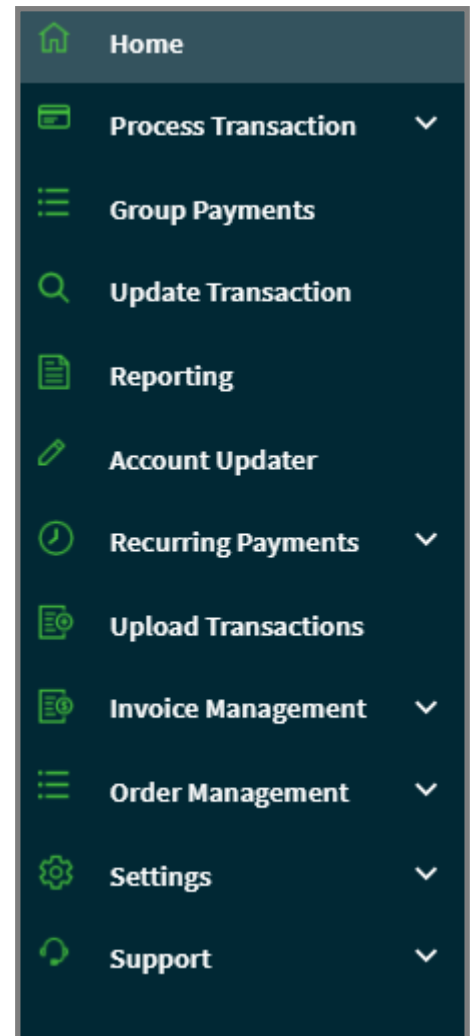 Home
Process Transaction
Group Payments
Update Transaction
Reporting
Account Updater
Recurring Payments
Upload Transactions
Invoice Management
Order Management
Settings
Support